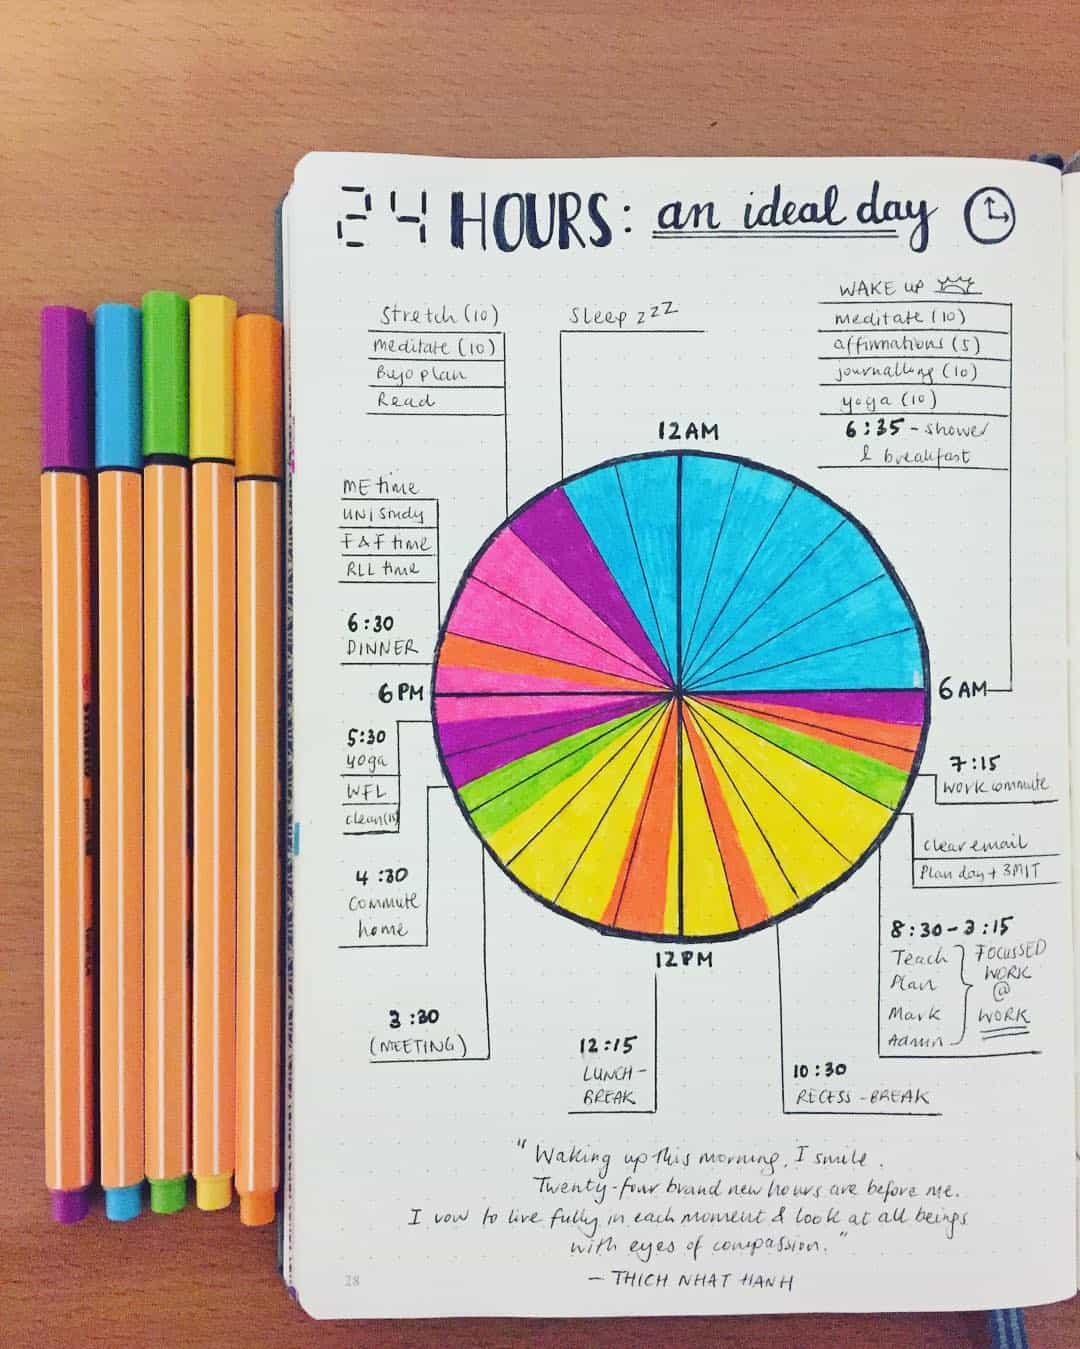 24 HOURS: an ideal day
Stretch (10)
meditate (10)
Bujo plan
Read
Sleep zzz
WAKE UP
meditate (10)
affirmations (5)
journalling (10)
yoga (10)
6:35 - shower
& breakfast
12AM
ME time
UNI study
F&F time
RLL time
6:30
DINNER
6 PM
6 AM
5:30
yoga
WFL
clean(15)
7:15
work commute
clear email
Plan day + 3MIT
4:30
commute
home
8:30-3:15
Teach
Plan
Mark
Admin
FOCUSSED
WORK
@
WORK
12PM
3:30
(MEETING)
12:15
LUNCH-
BREAK
10:30
RECESS - BREAK
"Waking up this morning, I smile.
Twenty-four brand new hours are before me.
I vow to live fully in each moment & look at all beings
with eyes of compassion."
- THICH NHAT HANH
28